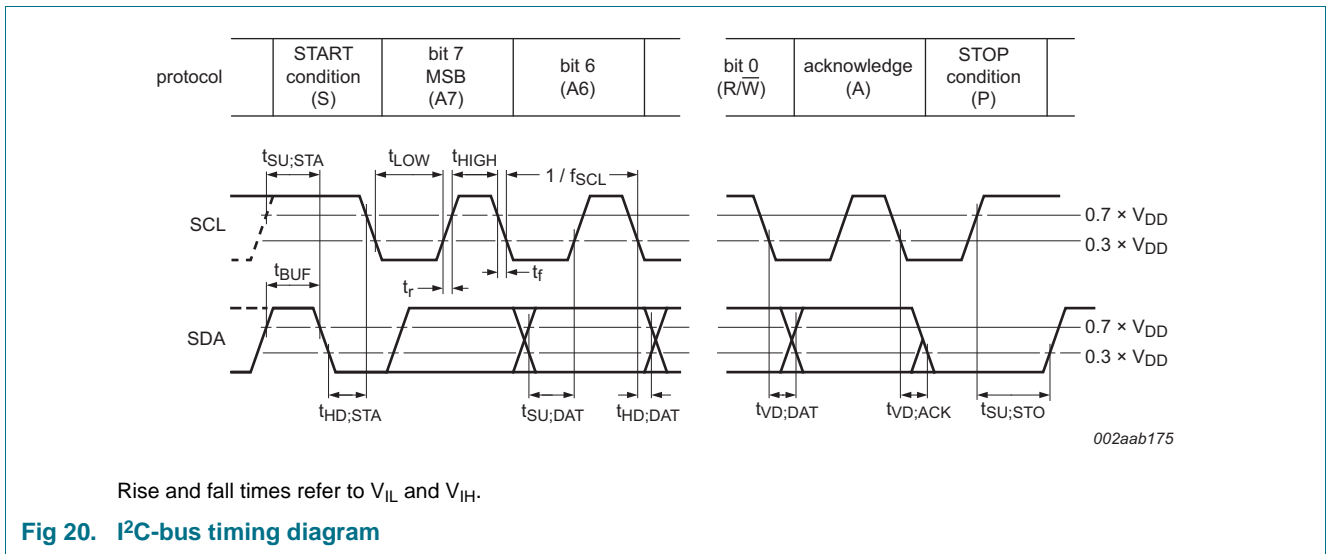 protocol
START
condition
(S)
bit 7
MSB
(A7)
bit 6
(A6)
bit 0
(R/W̅)
acknowledge
(A)
STOP
condition
(P)
tSU;STA
tLOW
tHIGH
1 / fSCL
SCL
0.7 × VDD
0.3 × VDD
tBUF
tr
tf
SDA
0.7 × VDD
0.3 × VDD
tHD;STA
tSU;DAT
tHD;DAT
tVD;DAT
tVD;ACK
tSU;STO
002aab175
Rise and fall times refer to VIL and VIH.
Fig 20. I²C-bus timing diagram